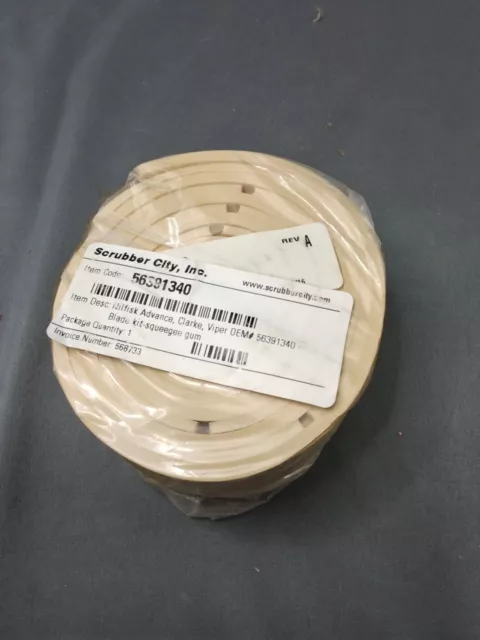 REV A
Scrubber City, Inc.
www.scrubbercity.com
Item Code: 56391340
Item Desc: Nilfisk Advance, Clarke, Viper OEM# 56391340
Blade kit-squeegee gum
Package Quantity: 1
Invoice Number: 568733